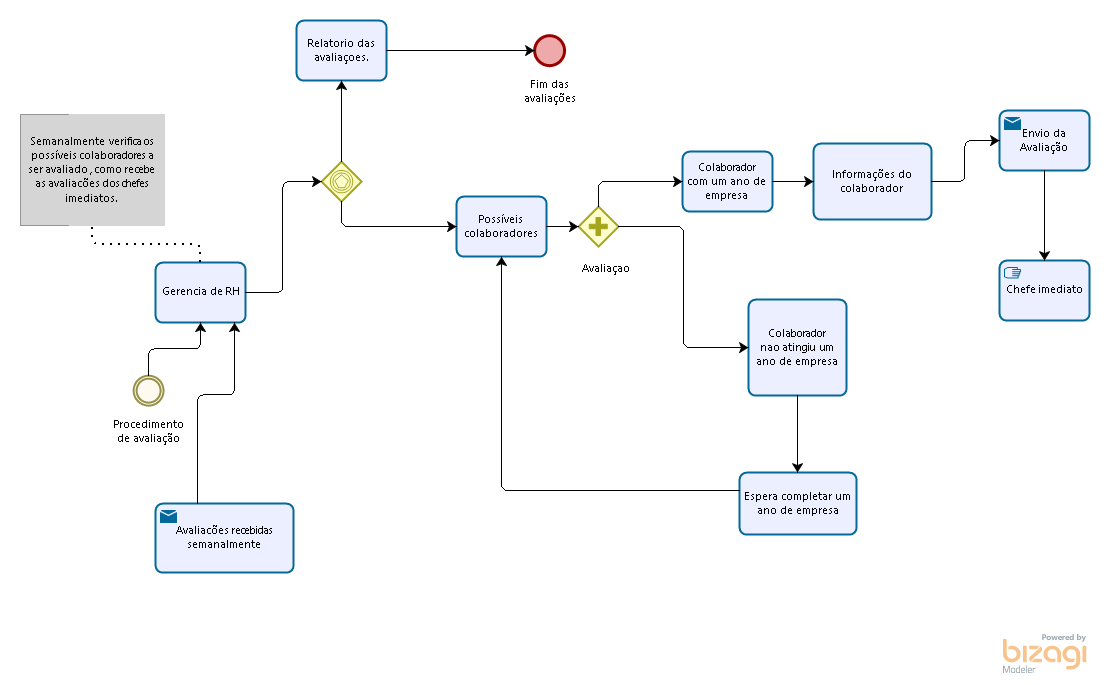 Relatorio das
avaliaçoes.
Fim das
avaliações
Semanalmente verifica os
possíveis colaboradores a
ser avaliado , como recebe
as avaliacões dos chefes
imediatos.
Envio da
Avaliação
Colaborador
com um ano de
empresa
Informações do
colaborador
Possíveis
colaboradores
Avaliaçao
Gerencia de RH
Chefe imediato
Colaborador
nao atingiu um
ano de empresa
Procedimento
de avaliação
Espera completar um
ano de empresa
Avaliacões recebidas
semanalmente
Powered by
bizagi
Modeler